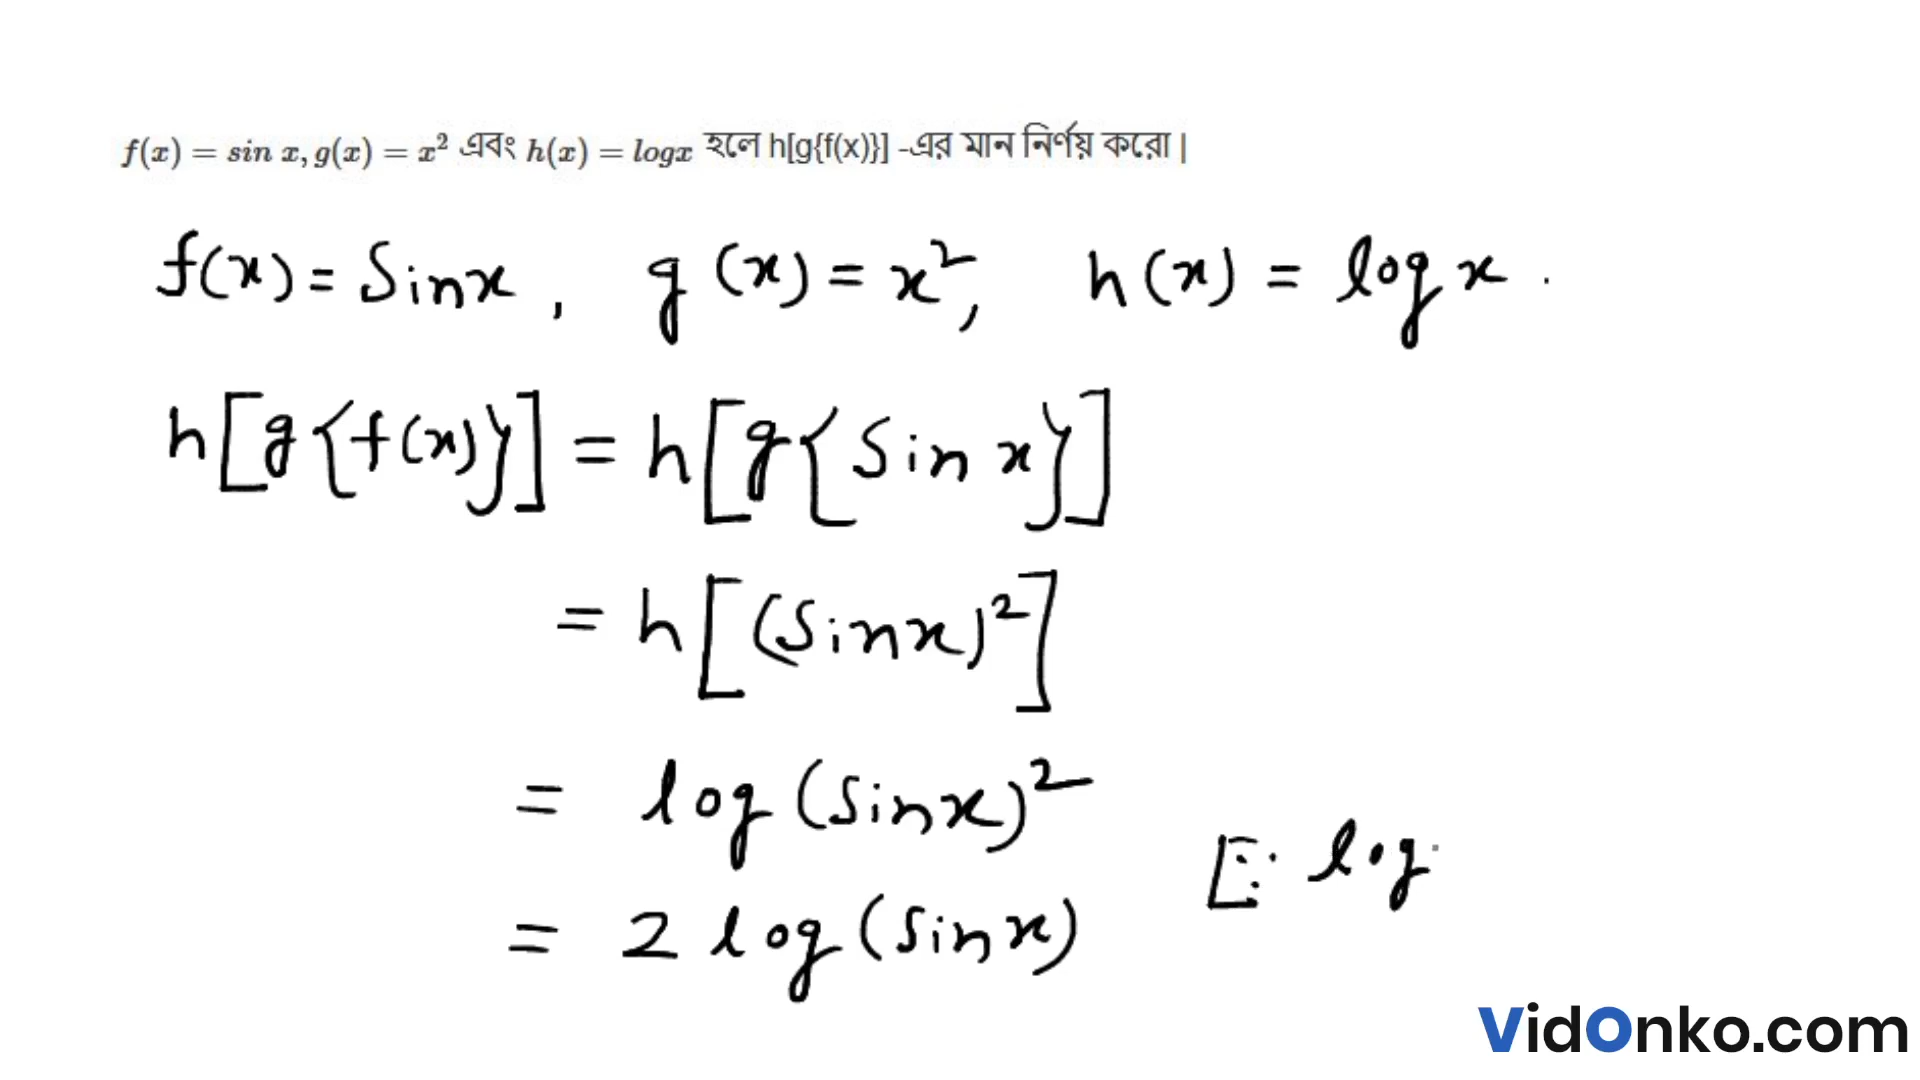 f(x) = sin x, g(x) = x² এবং h(x) = logx হলে h[g{f(x)}] -এর মান নির্ণয় করো |
f(x) = Sinx , g(x) = x², h(x) = log x .
h[g{f(x)}] = h[g{Sin x}]
= h[(Sinx)²]
= log (Sinx)²
= 2 log (Sinx) [∵ log
VidOnko.com